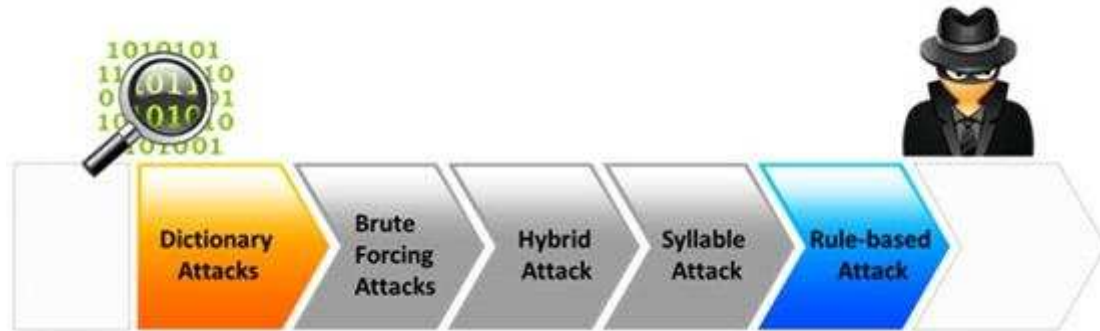 1010101
Dictionary
Attacks
Brute
Forcing
Attacks
Hybrid
Attack
Syllable
Attack
Rule-based
Attack